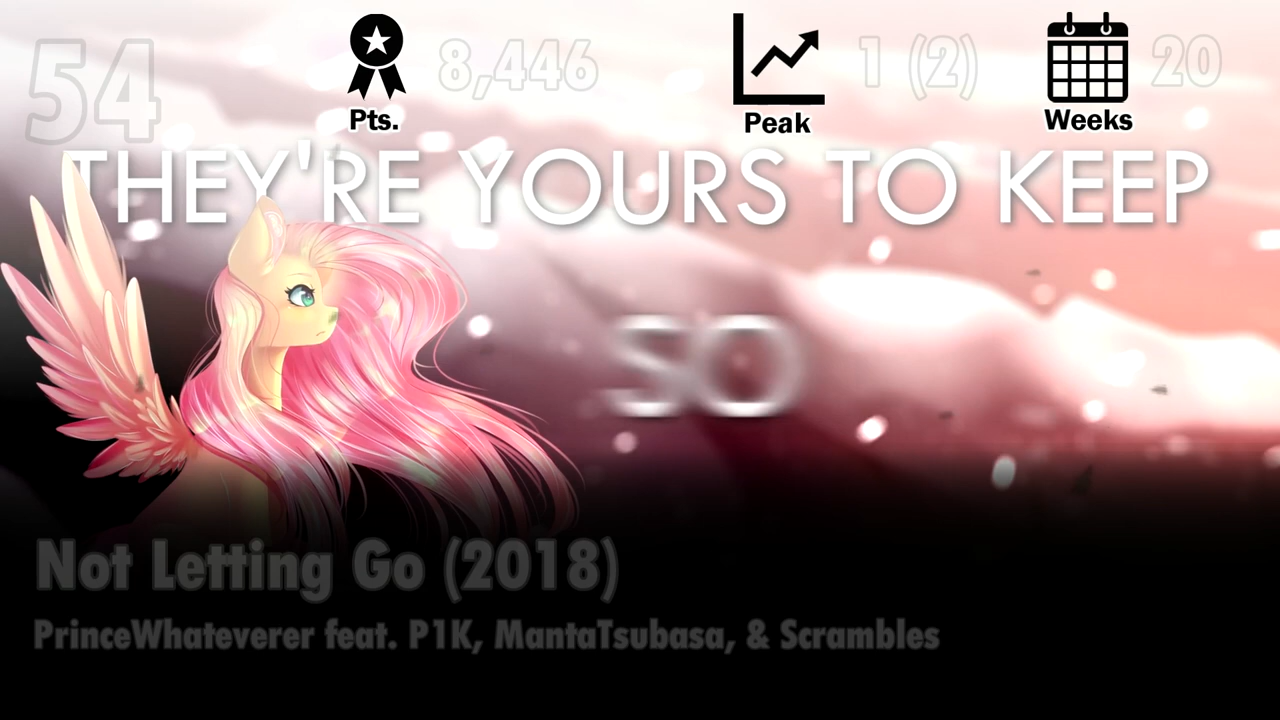 54
8,446
1 (2)
20
Pts.
Peak
Weeks
THEY'RE YOURS TO KEEP
SO
Not Letting Go (2018)
PrinceWhateverer feat. P1K, MantaTsubasa, & Scrambles